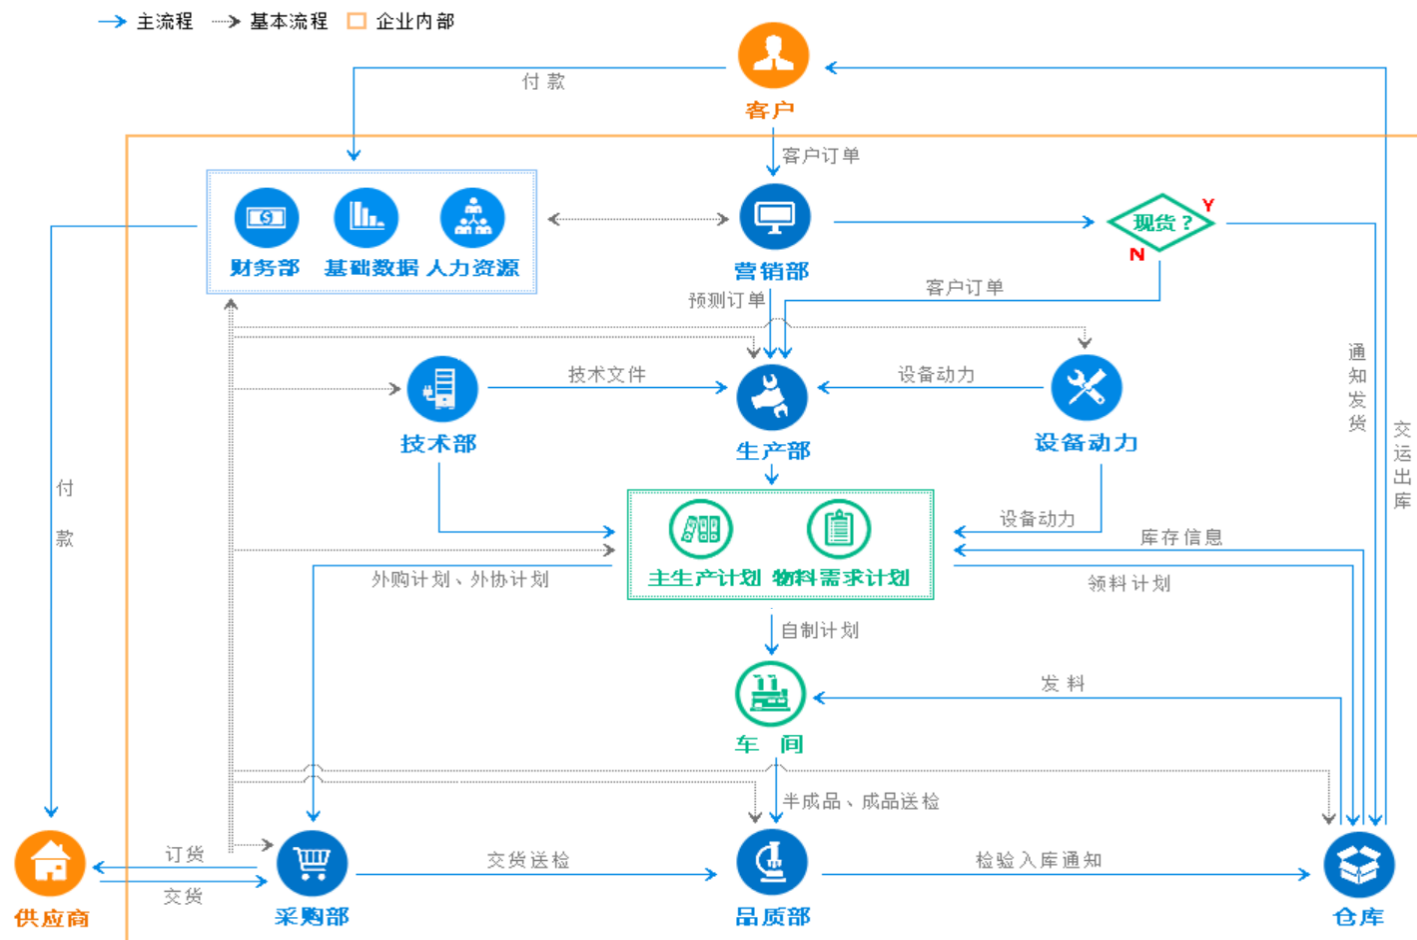 主流程 基本流程 企业内部
付 款
客户
客户订单
财务部 基础数据 人力资源
营销部
现货？
Y
N
预测订单
客户订单
技术文件
设备动力
技术部
生产部
设备动力
通知发货
交运出库
付款
设备动力
库存信息
主生产计划 物料需求计划
外购计划、外协计划
领料计划
自制计划
发 料
车 间
半成品、成品送检
订货
交货
交货送检
检验入库通知
供应商
采购部
品质部
仓库